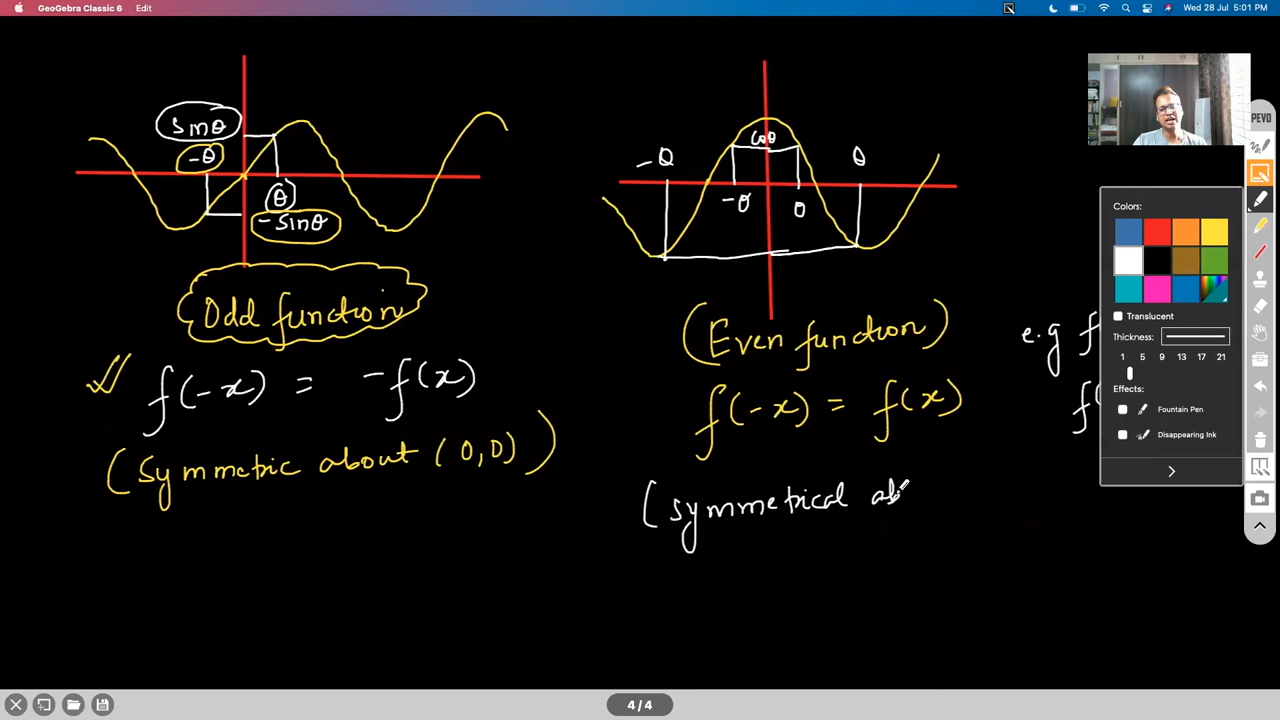 GeoGebra Classic 6 Edit
Wed 28 Jul 5:01 PM
sinθ
-θ
θ
-sinθ
cosθ
-θ θ
-θ θ
Odd function
f(-x) = -f(x)
(symmetric about (0,0))
(Even function)
f(-x) = f(x)
(symmetrical ab
e.g f
f(
IPEVO
Colors:
Translucent
Thickness:
1 5 9 13 17 21
Effects:
Fountain Pen
Disappearing Ink
4/4